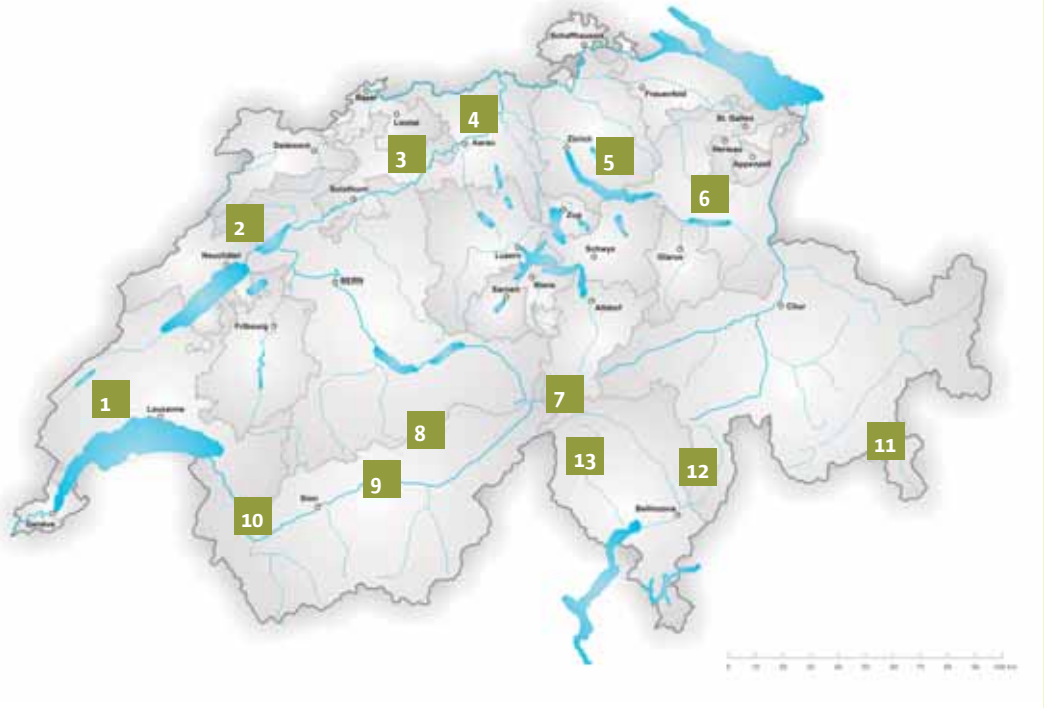 Schaffhausen
Basel
Liestal
4
Aarau
Frauenfeld
St. Gallen
Herisau
Appenzell
Delémont
3
Zürich
5
Solothurn
6
2
Neuchâtel
Zug
Luzern
Schwyz
Glarus
BERN
Sarnen
Stans
Altdorf
Chur
Fribourg
1
Lausanne
7
8
11
13
12
9
Sion
10
Bellinzona
Genève